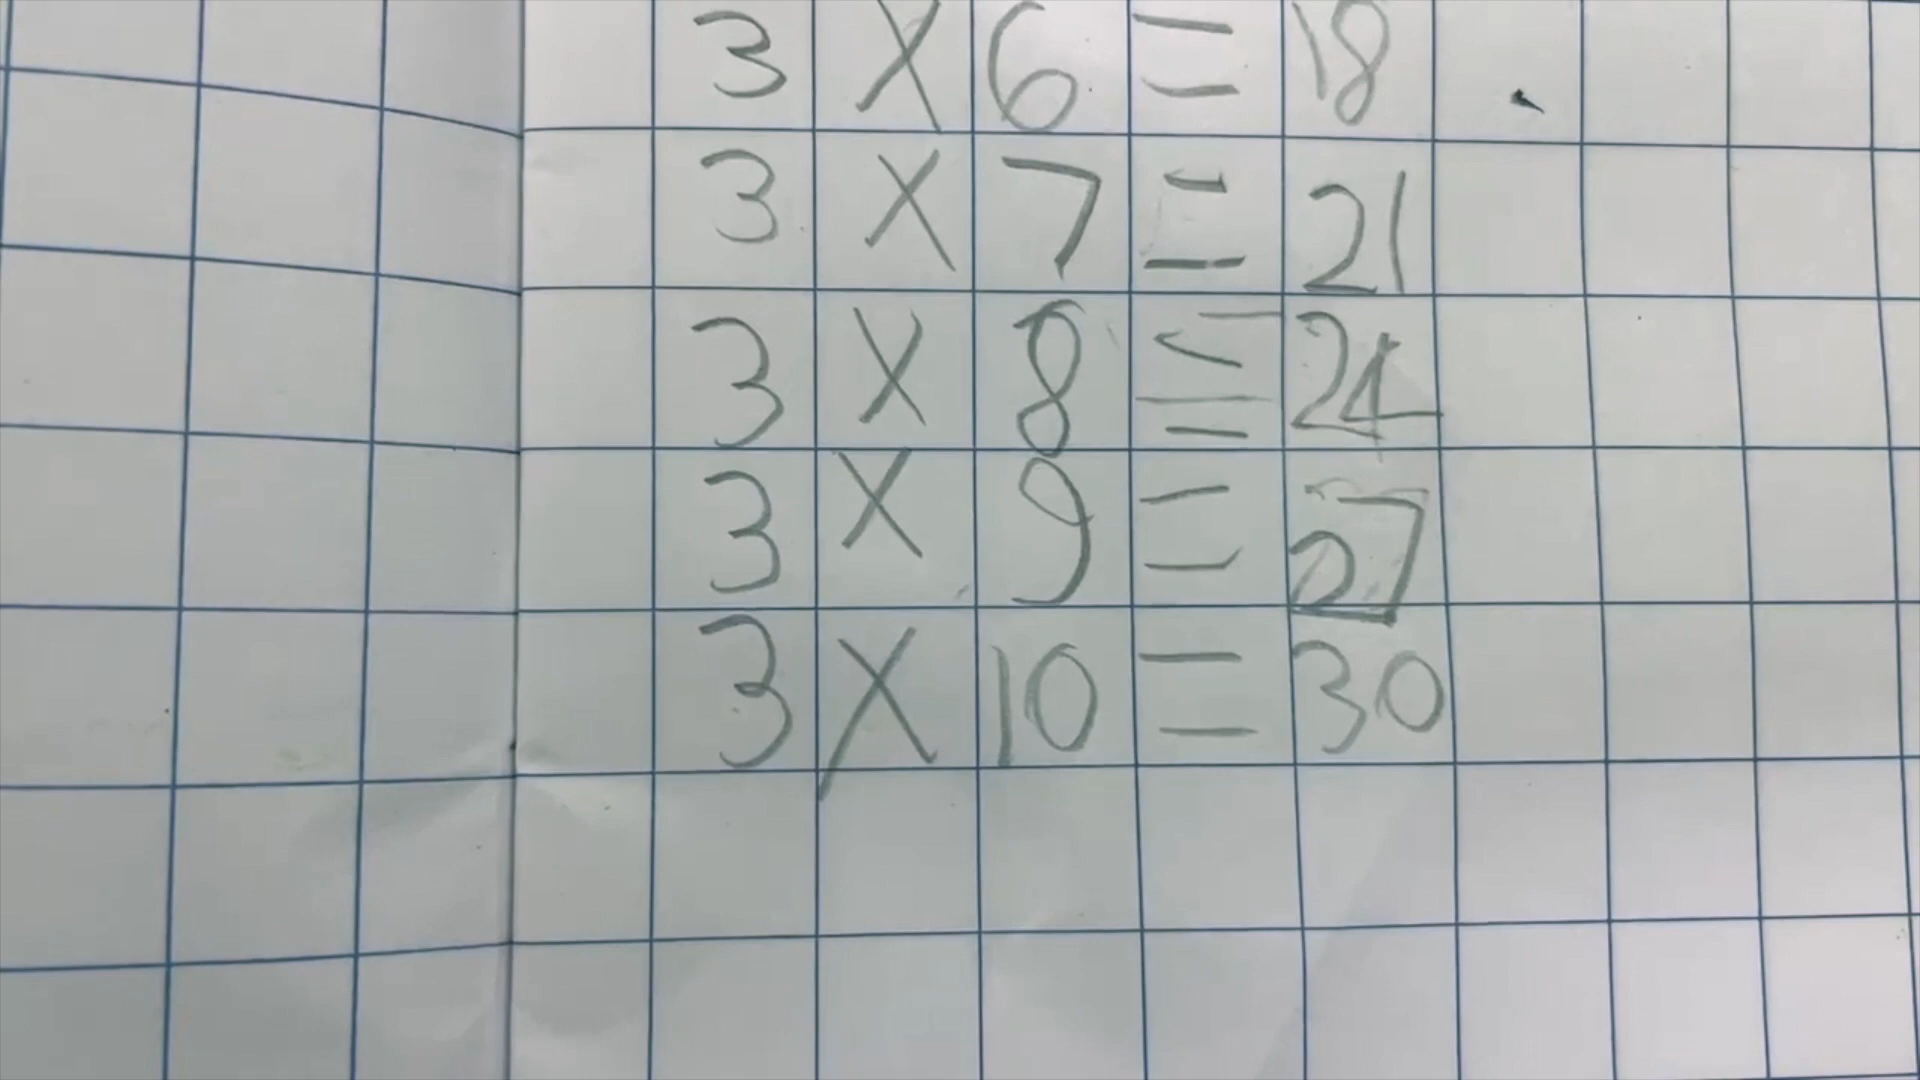 3 X 6 = 18
3 X 7 = 21
3 X 8 = 24
3 X 9 = 27
3 X 10 = 30